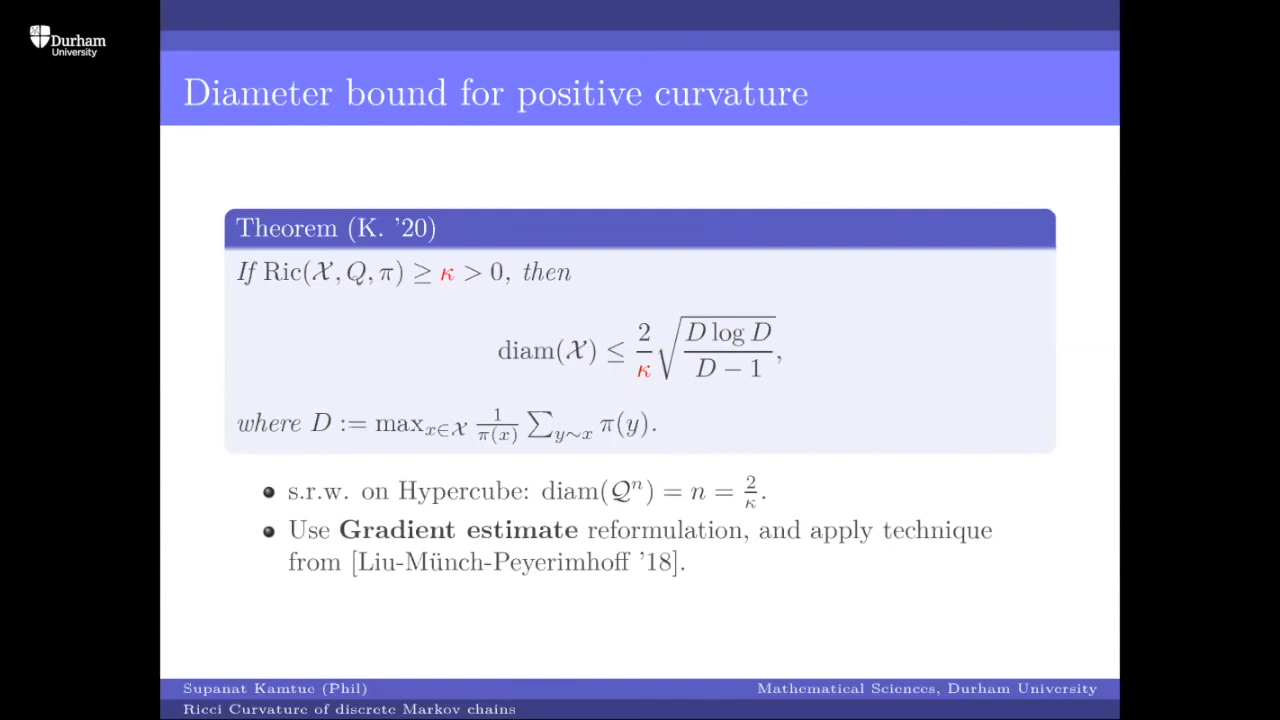 Durham
University
Diameter bound for positive curvature
Theorem (K. '20)
If Ric(𝒳, Q, π) ≥ κ > 0, then
diam(𝒳) ≤ 2/κ √(D log D / (D − 1)),
where D := max_{x∈𝒳} 1/π(x) ∑_{y∼x} π(y).
s.r.w. on Hypercube: diam(𝒬ⁿ) = n = 2/κ.
Use Gradient estimate reformulation, and apply technique
from [Liu-Münch-Peyerimhoff '18].
Supanat Kamtue (Phil)
Mathematical Sciences, Durham University
Ricci Curvature of discrete Markov chains